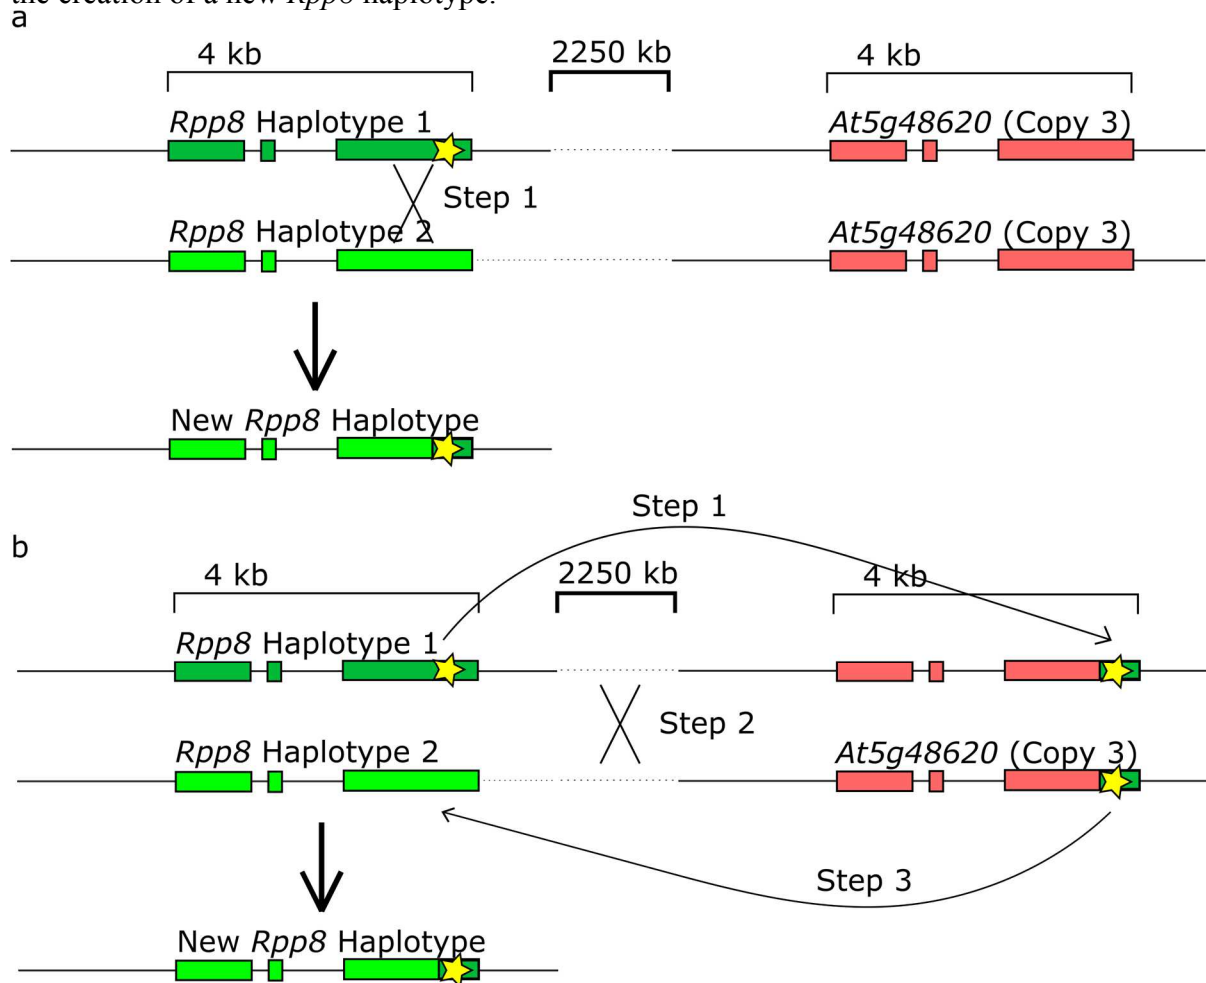 the creation of a new Rpp8 haplotype.
a
4 kb 2250 kb 4 kb
Rpp8 Haplotype 1 At5g48620 (Copy 3)
Step 1
Rpp8 Haplotype 2 At5g48620 (Copy 3)
New Rpp8 Haplotype
Step 1
b
4 kb 2250 kb 4 kb
Rpp8 Haplotype 1
Step 2
Rpp8 Haplotype 2 At5g48620 (Copy 3)
Step 3
New Rpp8 Haplotype